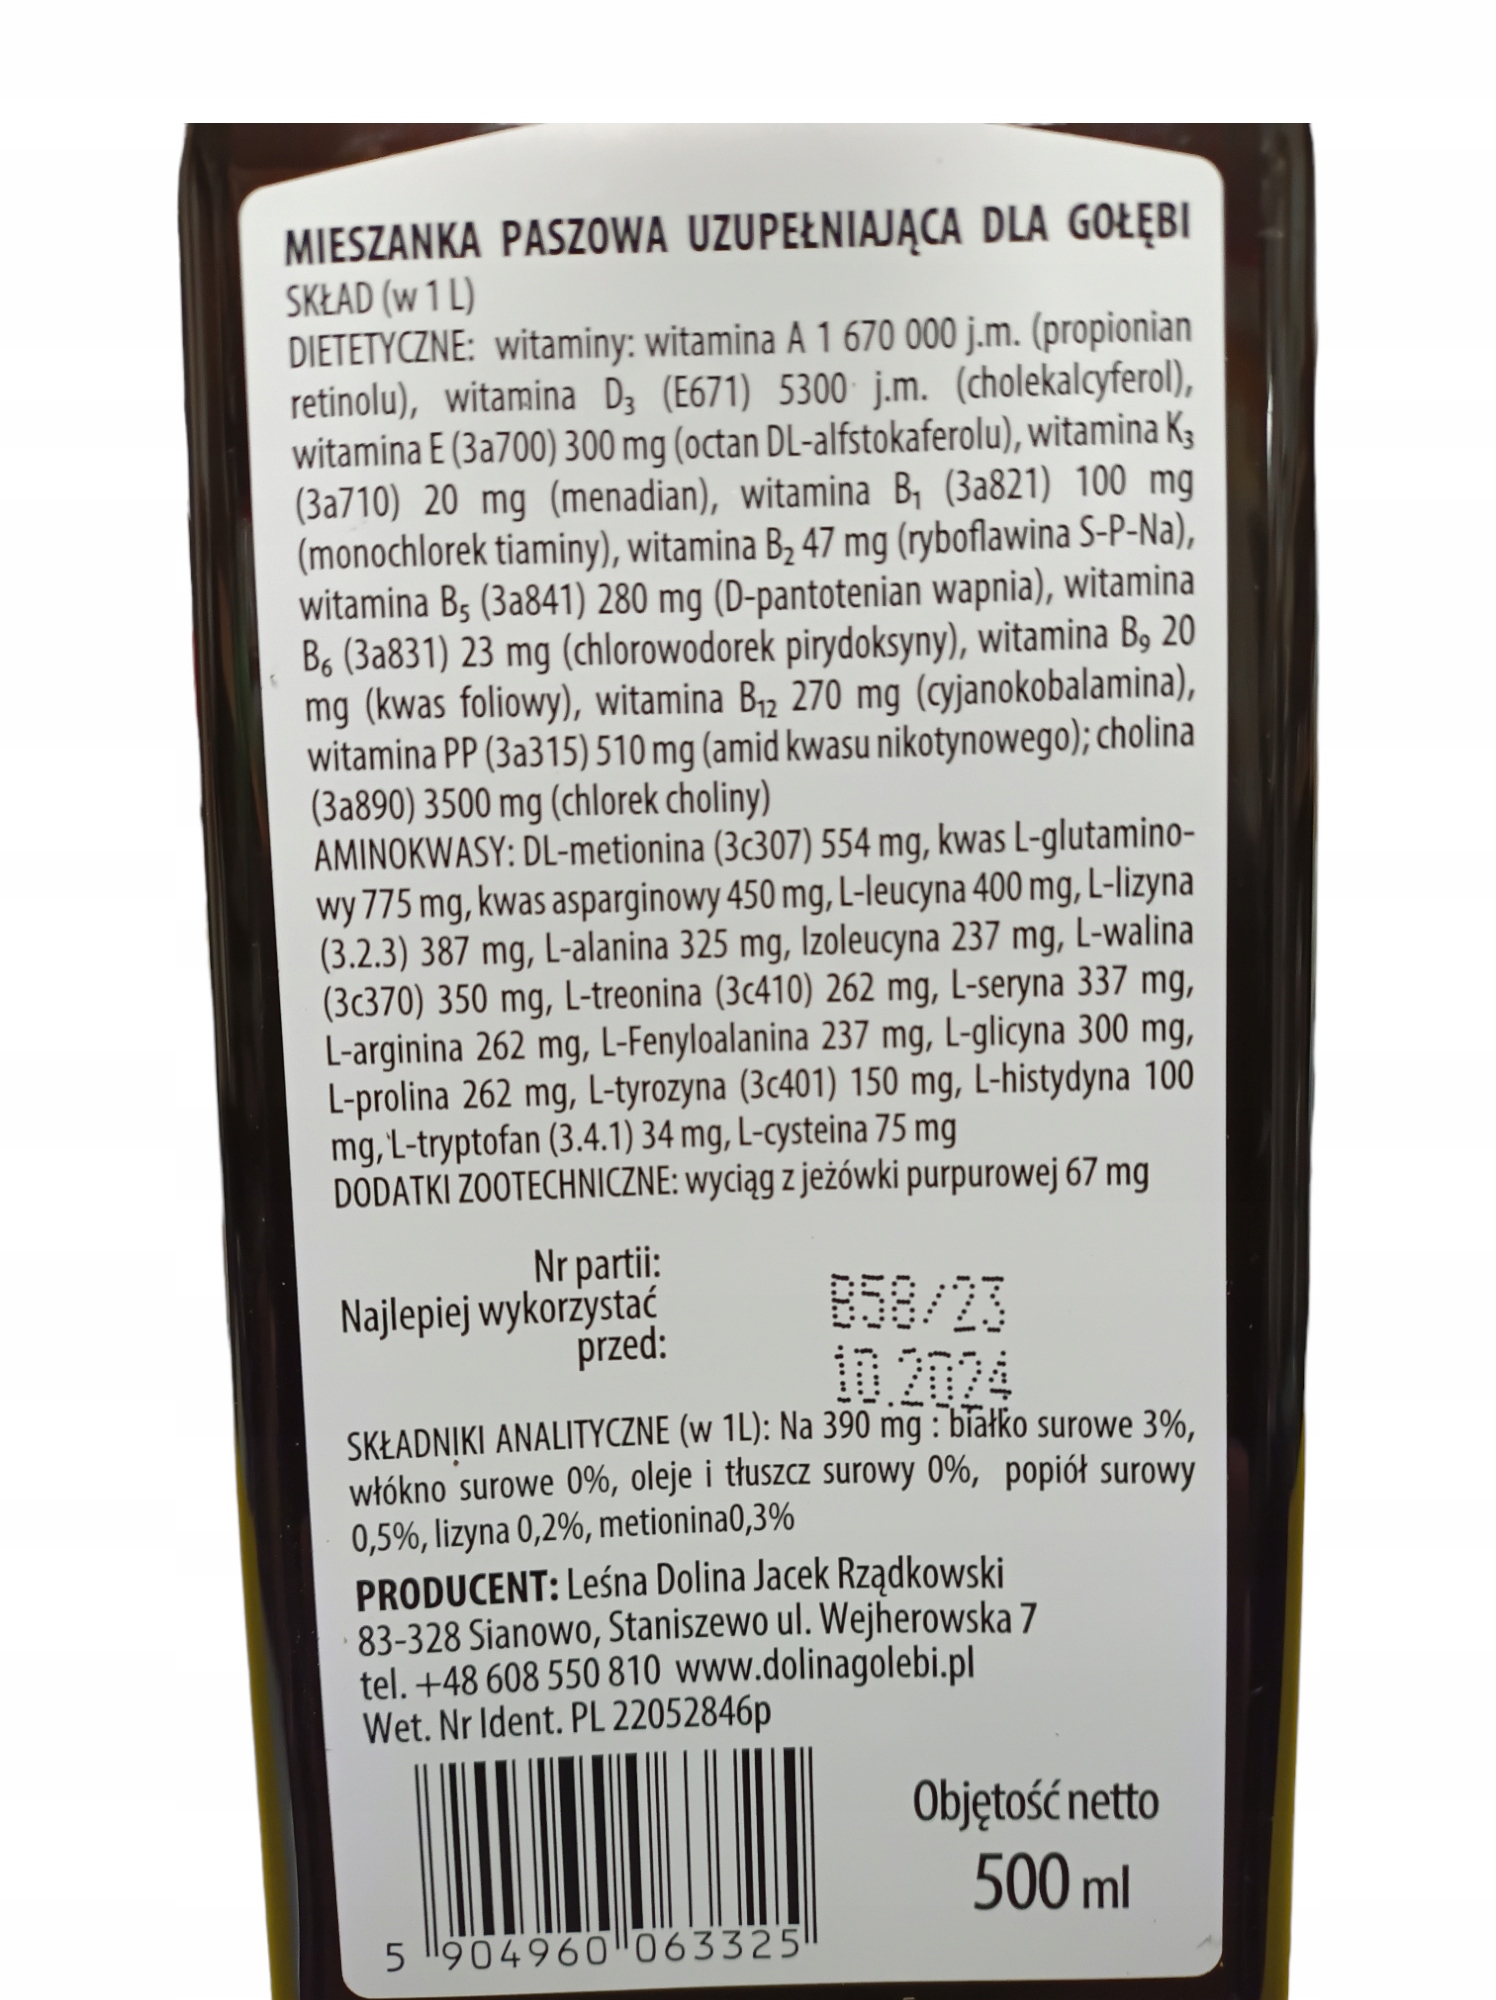 MIESZANKA PASZOWA UZUPEŁNIAJĄCA DLA GOŁĘBI
SKŁAD (w 1 L)
DIETETYCZNE: witaminy: witamina A 1 670 000 j.m. (propionian
retinolu), witamina D₃ (E671) 5300 j.m. (cholekalcyferol),
witamina E (3a700) 300 mg (octan DL-alfstokaferolu), witamina K₃
(3a710) 20 mg (menadian), witamina B₁ (3a821) 100 mg
(monochlorek tiaminy), witamina B₂ 47 mg (ryboflawina S-P-Na),
witamina B₅ (3a841) 280 mg (D-pantotenian wapnia), witamina
B₆ (3a831) 23 mg (chlorowodorek pirydoksyny), witamina B₉ 20
mg (kwas foliowy), witamina B₁₂ 270 mg (cyjanokobalamina),
witamina PP (3a315) 510 mg (amid kwasu nikotynowego); cholina
(3a890) 3500 mg (chlorek choliny)
AMINOKWASY: DL-metionina (3c307) 554 mg, kwas L-glutamino-
wy 775 mg, kwas asparginowy 450 mg, L-leucyna 400 mg, L-lizyna
(3.2.3) 387 mg, L-alanina 325 mg, Izoleucyna 237 mg, L-walina
(3c370) 350 mg, L-treonina (3c410) 262 mg, L-seryna 337 mg,
L-arginina 262 mg, L-Fenyloalanina 237 mg, L-glicyna 300 mg,
L-prolina 262 mg, L-tyrozyna (3c401) 150 mg, L-histydyna 100
mg, L-tryptofan (3.4.1) 34 mg, L-cysteina 75 mg
DODATKI ZOOTECHNICZNE: wyciąg z jeżówki purpurowej 67 mg
Nr partii: B58/23
Najlepiej wykorzystać
przed: 10.2024
SKŁADNIKI ANALITYCZNE (w 1L): Na 390 mg : białko surowe 3%,
włókno surowe 0%, oleje i tłuszcz surowy 0%, popiół surowy
0,5%, lizyna 0,2%, metionina0,3%
PRODUCENT: Leśna Dolina Jacek Rządkowski
83-328 Sianowo, Staniszewo ul. Wejherowska 7
tel. +48 608 550 810 www.dolinagolebi.pl
Wet. Nr Ident. PL 22052846p
Objętość netto
500 ml
5 904960 063325